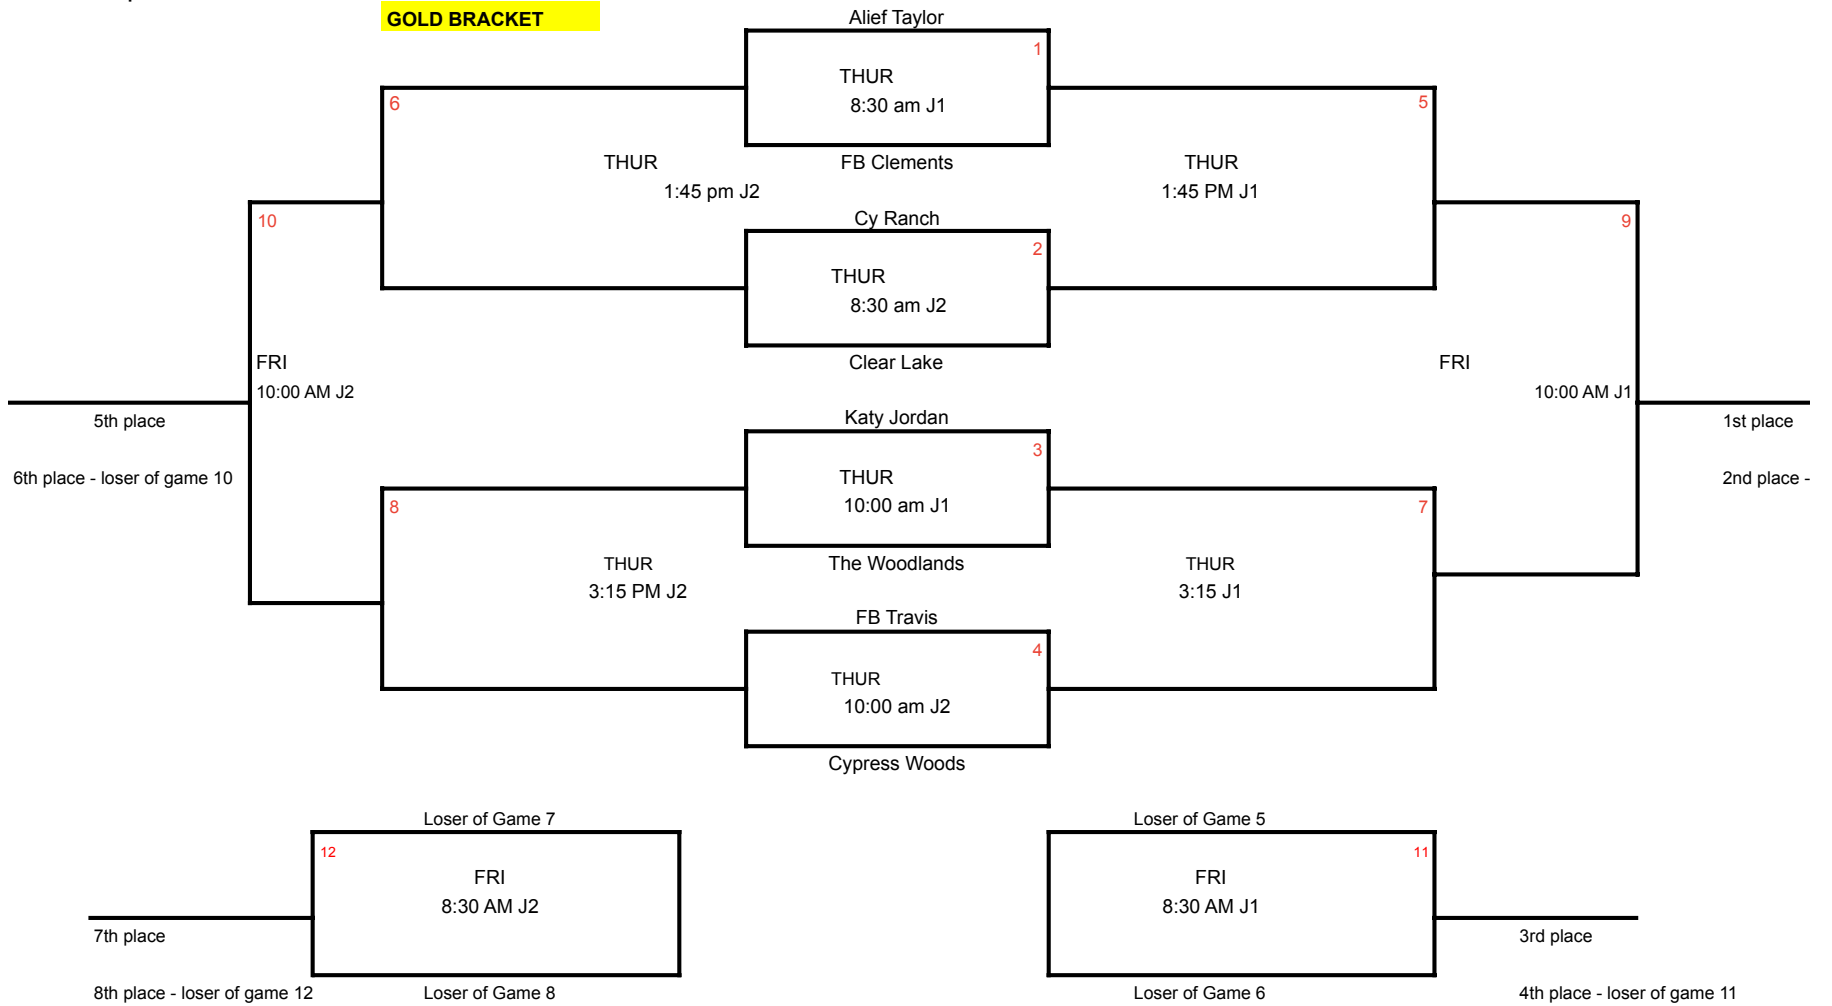 GOLD BRACKET
Alief Taylor
1
THUR
8:30 am J1
6
5
FB Clements
THUR
1:45 pm J2
THUR
1:45 PM J1
Cy Ranch
10
9
2
THUR
8:30 am J2
Clear Lake
FRI
10:00 AM J2
FRI
10:00 AM J1
5th place
1st place
Katy Jordan
3
6th place - loser of game 10
THUR
10:00 am J1
2nd place -
8
7
The Woodlands
THUR
3:15 PM J2
THUR
3:15 J1
FB Travis
4
THUR
10:00 am J2
Cypress Woods
Loser of Game 7
12
FRI
8:30 AM J2
7th place
8th place - loser of game 12
Loser of Game 8
Loser of Game 5
11
FRI
8:30 AM J1
3rd place
Loser of Game 6
4th place - loser of game 11